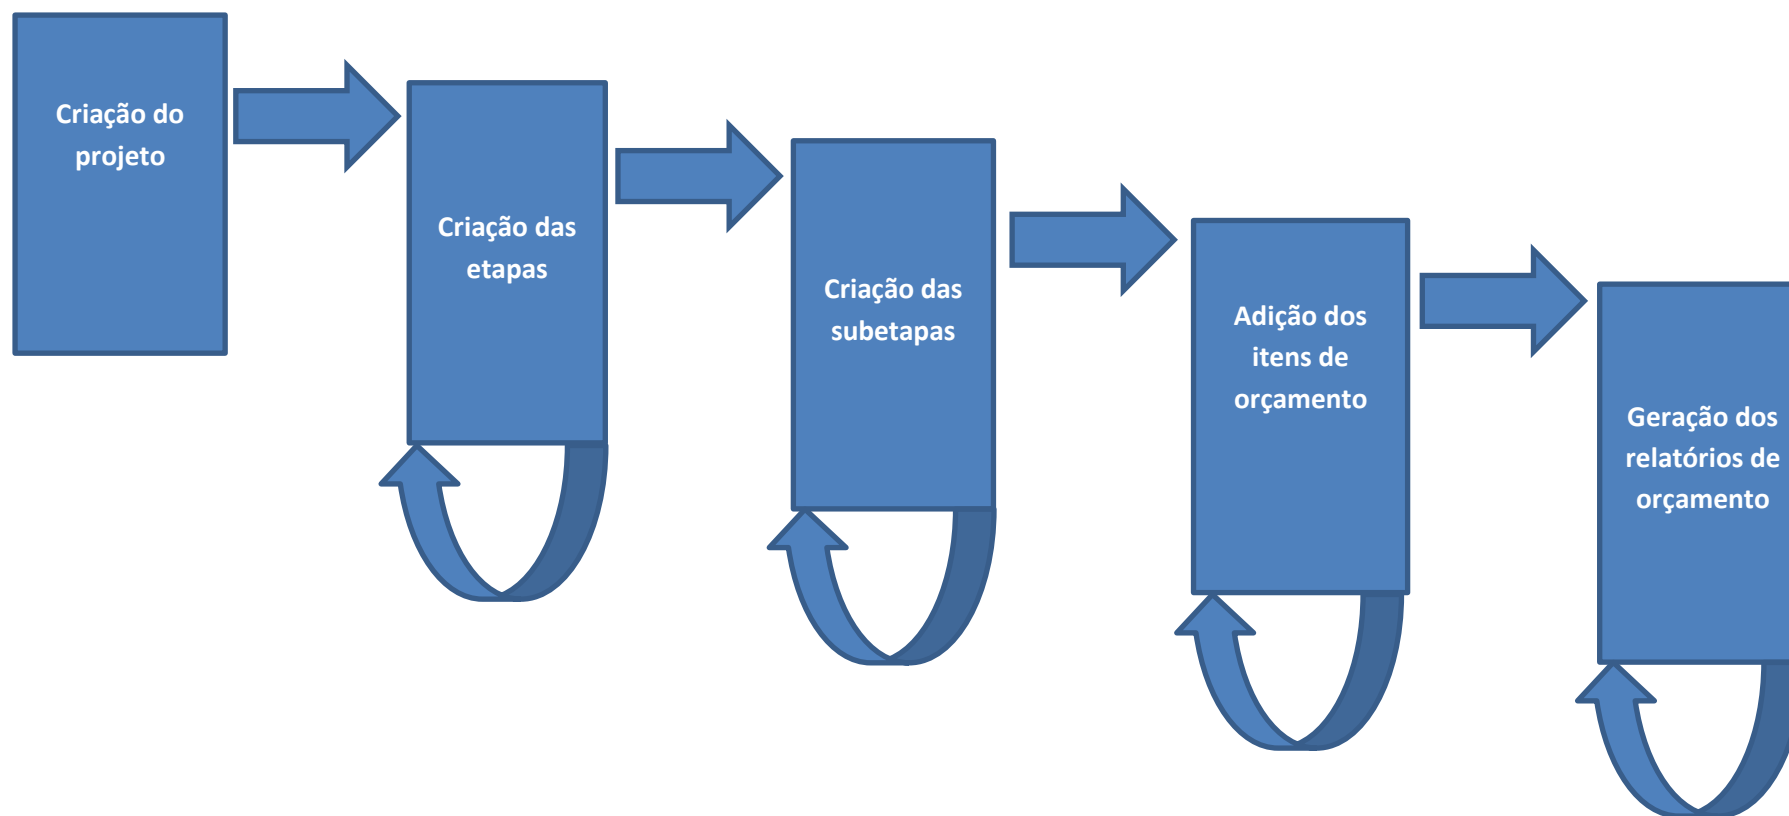 Criação do
projeto
Criação das
etapas
Criação das
subetapas
Adição dos
itens de
orçamento
Geração dos
relatórios de
orçamento